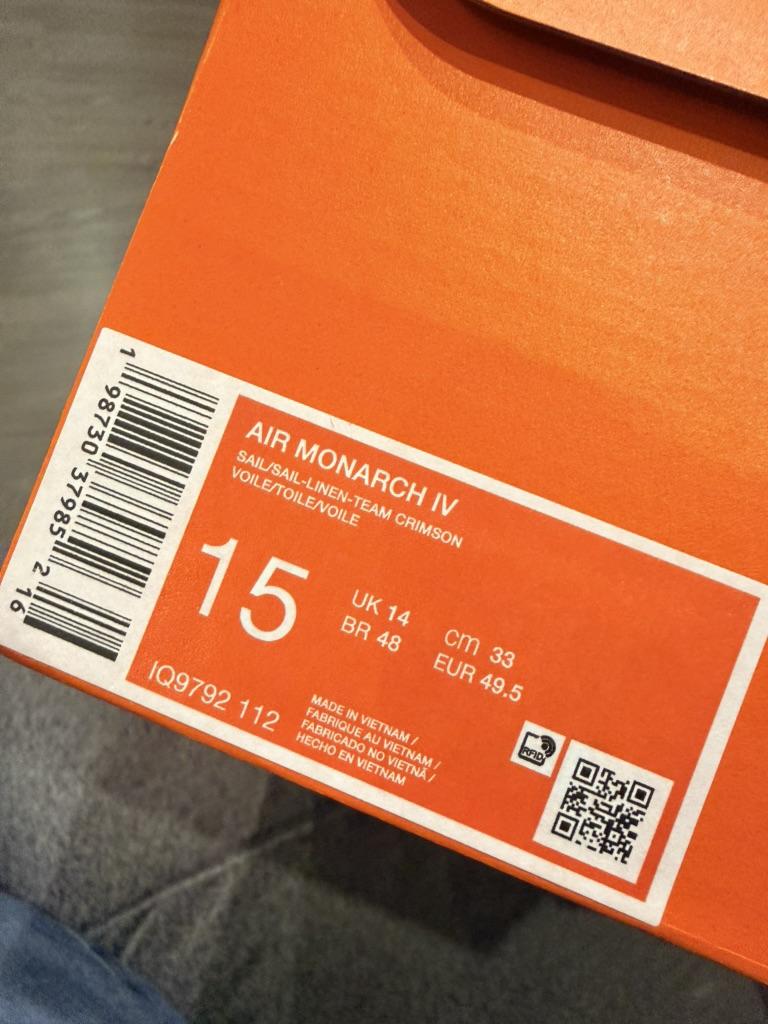 1 98730 37985 2 16
AIR MONARCH IV
SAIL/SAIL-LINEN-TEAM CRIMSON
VOILE/TOILE/VOILE
15
UK 14
BR 48
cm 33
EUR 49.5
IQ9792 112
MADE IN VIETNAM /
FABRIQUE AU VIETNAM /
FABRICADO NO VIETNÃ /
HECHO EN VIETNAM
RFID